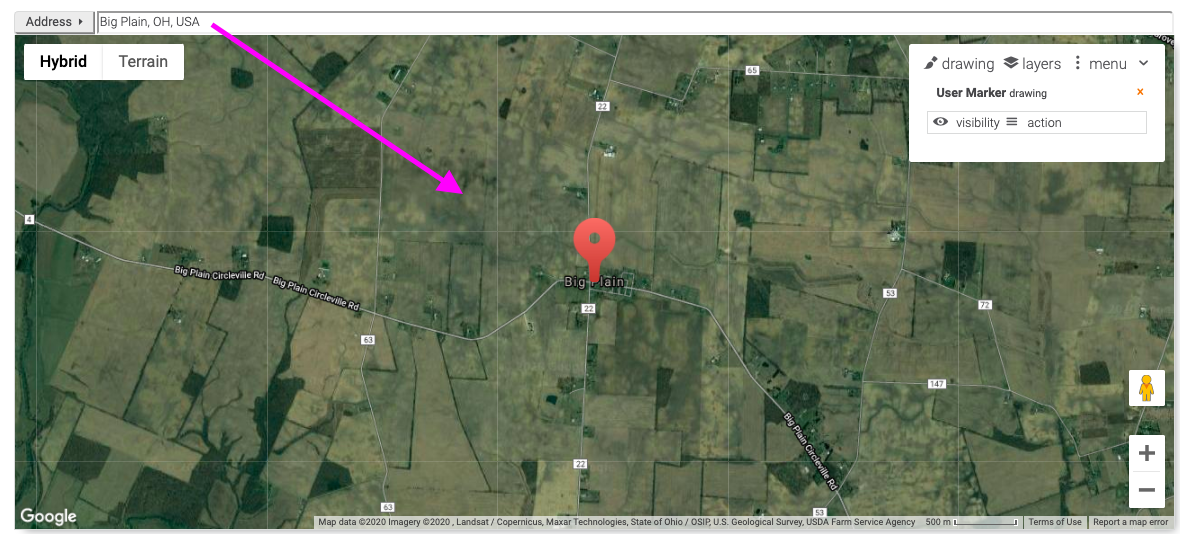 Address
Big Plain, OH, USA
Hybrid
Terrain
drawing
layers
menu
User Marker drawing
×
visibility
action
65
22
4
Big Plain Circleville Rd
Big Plain Circleville Rd
Big Plain
22
53
72
63
147
Big Plain Circleville Rd
22
63
53
+
−
Google
Map data ©2020 Imagery ©2020 , Landsat / Copernicus, Maxar Technologies, State of Ohio / OSIP, U.S. Geological Survey, USDA Farm Service Agency
500 m
Terms of Use
Report a map error